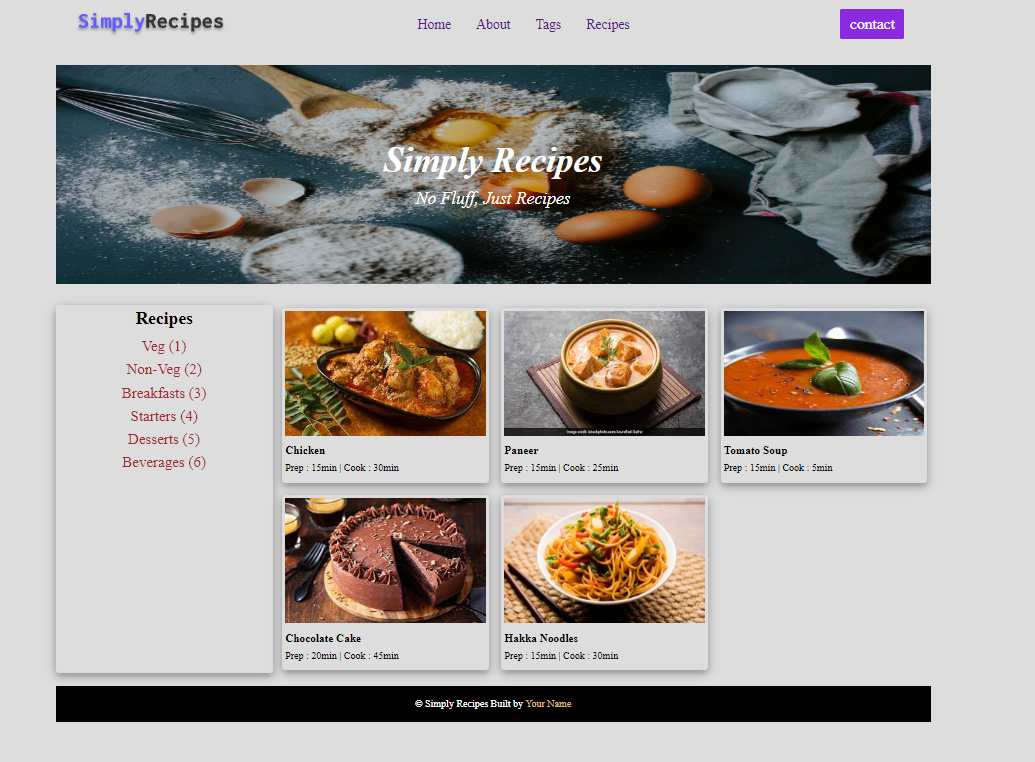 SimplyRecipes
Home About Tags Recipes
contact
Simply Recipes
No Fluff, Just Recipes
Recipes
Veg (1)
Non-Veg (2)
Breakfasts (3)
Starters (4)
Desserts (5)
Beverages (6)
Chicken
Prep : 15min | Cook : 30min
Paneer
Prep : 15min | Cook : 25min
Tomato Soup
Prep : 15min | Cook : 5min
Chocolate Cake
Prep : 20min | Cook : 45min
Hakka Noodles
Prep : 15min | Cook : 30min
© Simply Recipes Built by Your Name